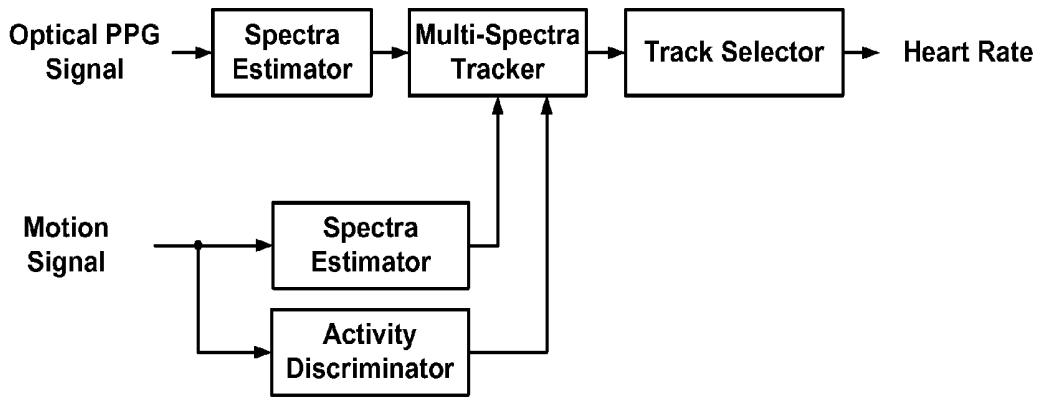 Optical PPG
Signal
Spectra
Estimator
Multi-Spectra
Tracker
Track Selector
Heart Rate
Motion
Signal
Spectra
Estimator
Activity
Discriminator